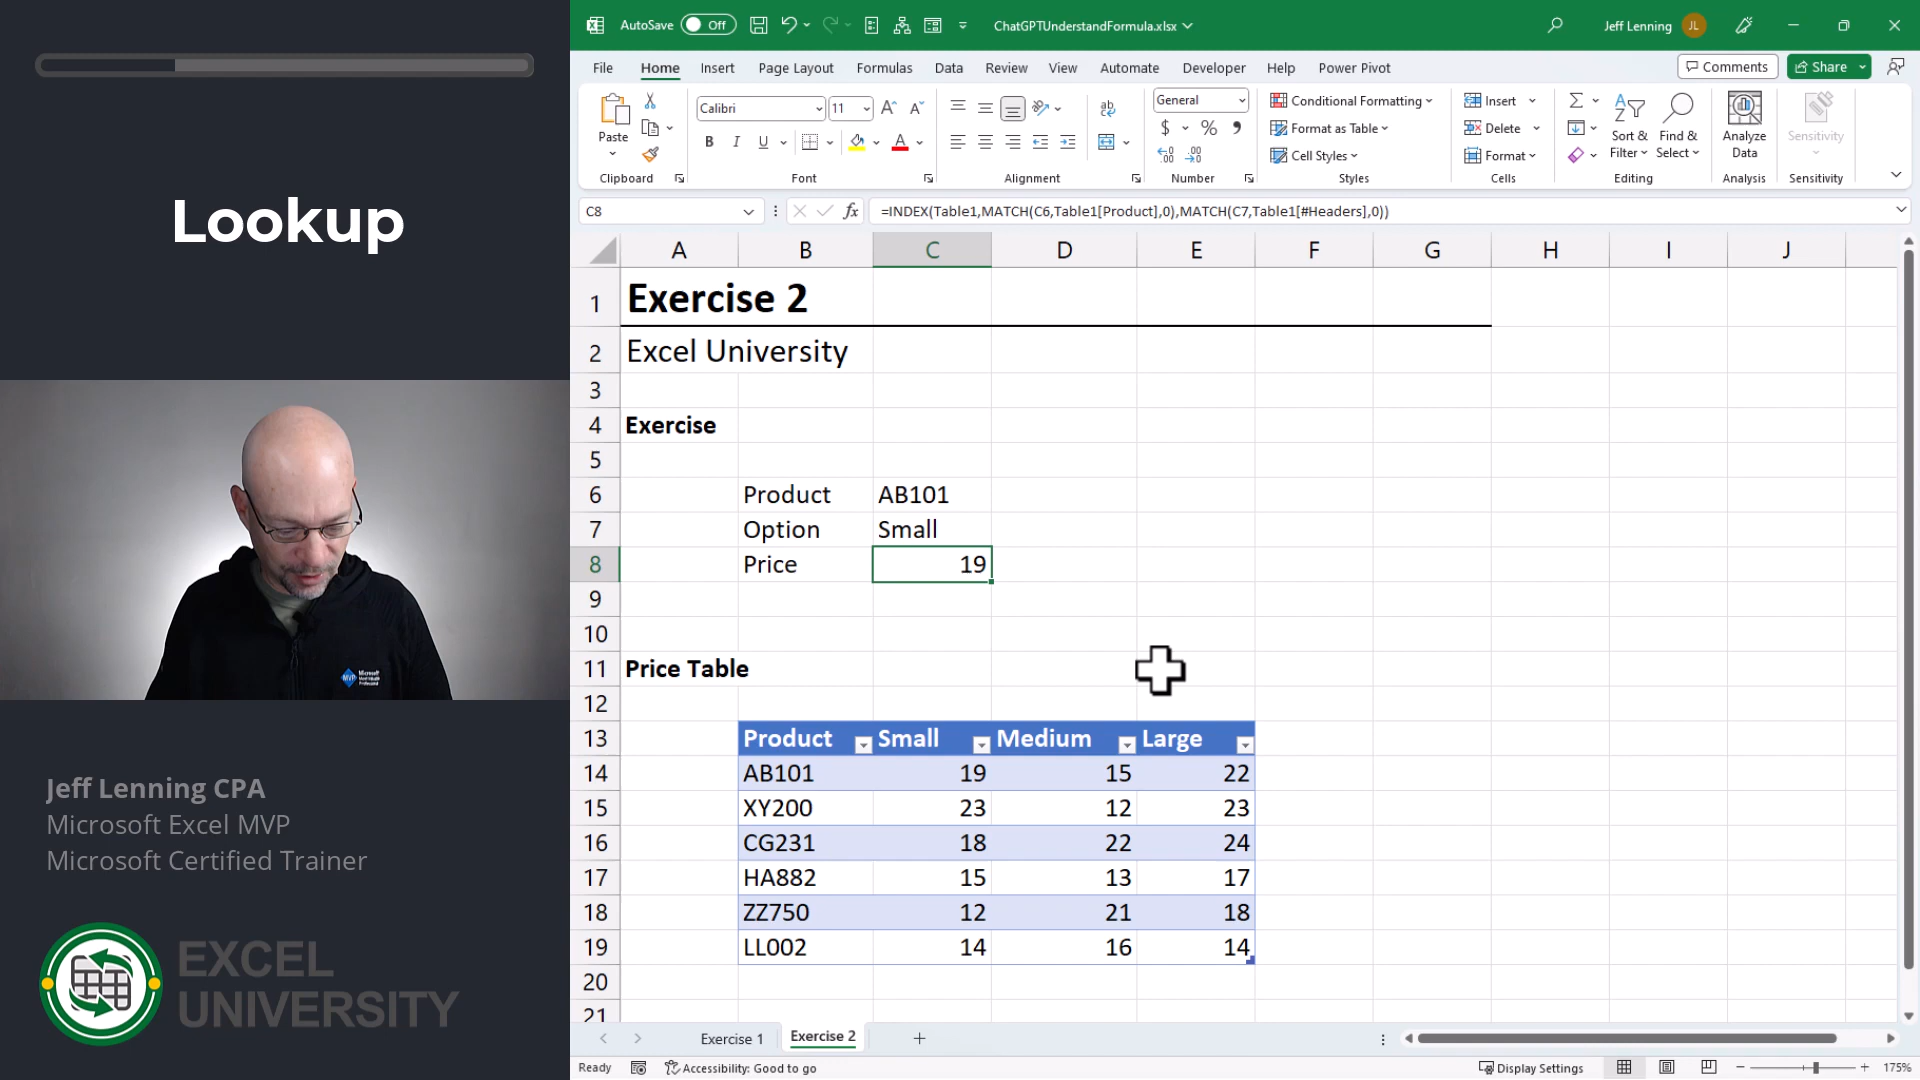 Lookup
Jeff Lenning CPA
Microsoft Excel MVP
Microsoft Certified Trainer
EXCEL
UNIVERSITY
AutoSave Off ChatGPTUnderstandFormula.xlsx Jeff Lenning JL
File Home Insert Page Layout Formulas Data Review View Automate Developer Help Power Pivot Comments Share
Paste Calibri 11 General Conditional Formatting Format as Table Cell Styles Insert Delete Format Sort & Filter Find & Select Analyze Data Sensitivity
Clipboard Font Alignment Number Styles Cells Editing Analysis Sensitivity
C8 fx =INDEX(Table1,MATCH(C6,Table1[Product],0),MATCH(C7,Table1[#Headers],0))
A B C D E F G H I J
1 Exercise 2
2 Excel University
3
4 Exercise
5
6 Product AB101
7 Option Small
8 Price 19
9
10
11 Price Table
12
13 Product Small Medium Large
14 AB101 19 15 22
15 XY200 23 12 23
16 CG231 18 22 24
17 HA882 15 13 17
18 ZZ750 12 21 18
19 LL002 14 16 14
20
21
Exercise 1 Exercise 2
Ready Accessibility: Good to go Display Settings 175%
MVP Microsoft